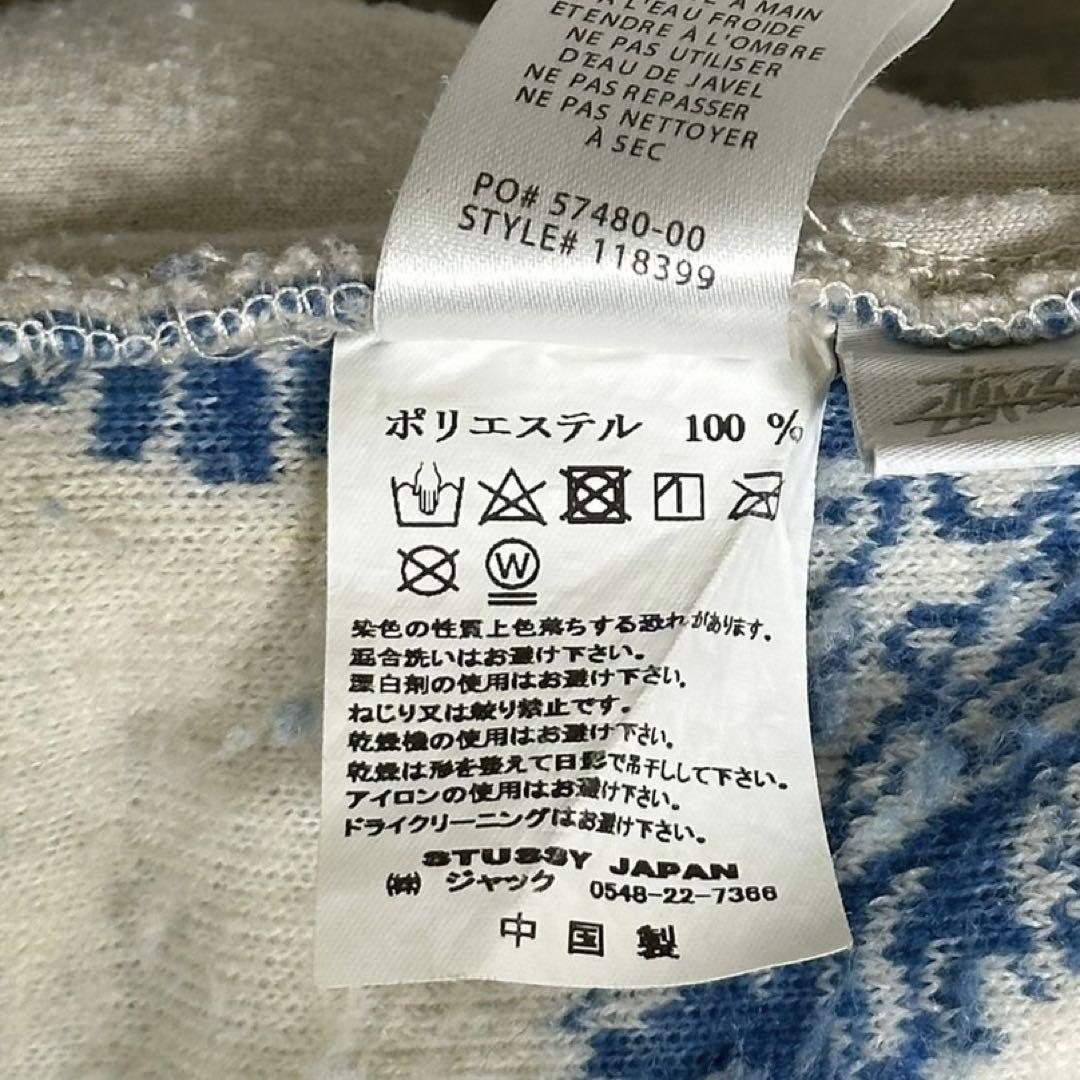 À MAIN
À L'EAU FROIDE
ETENDRE À L'OMBRE
NE PAS UTILISER
D'EAU DE JAVEL
NE PAS REPASSER
NE PAS NETTOYER
À SEC
PO# 57480-00
STYLE# 118399
ポリエステル 100 %
W
染色の性質上色落ちする恐れがあります。
混合洗いはお避け下さい。
漂白剤の使用はお避け下さい。
ねじり又は絞り禁止です。
乾燥機の使用はお避け下さい。
乾燥は形を整えて日影で吊干しして下さい。
アイロンの使用はお避け下さい。
ドライクリーニングはお避け下さい。
STUSSY JAPAN
㈱ ジャック 0548-22-7366
中国製